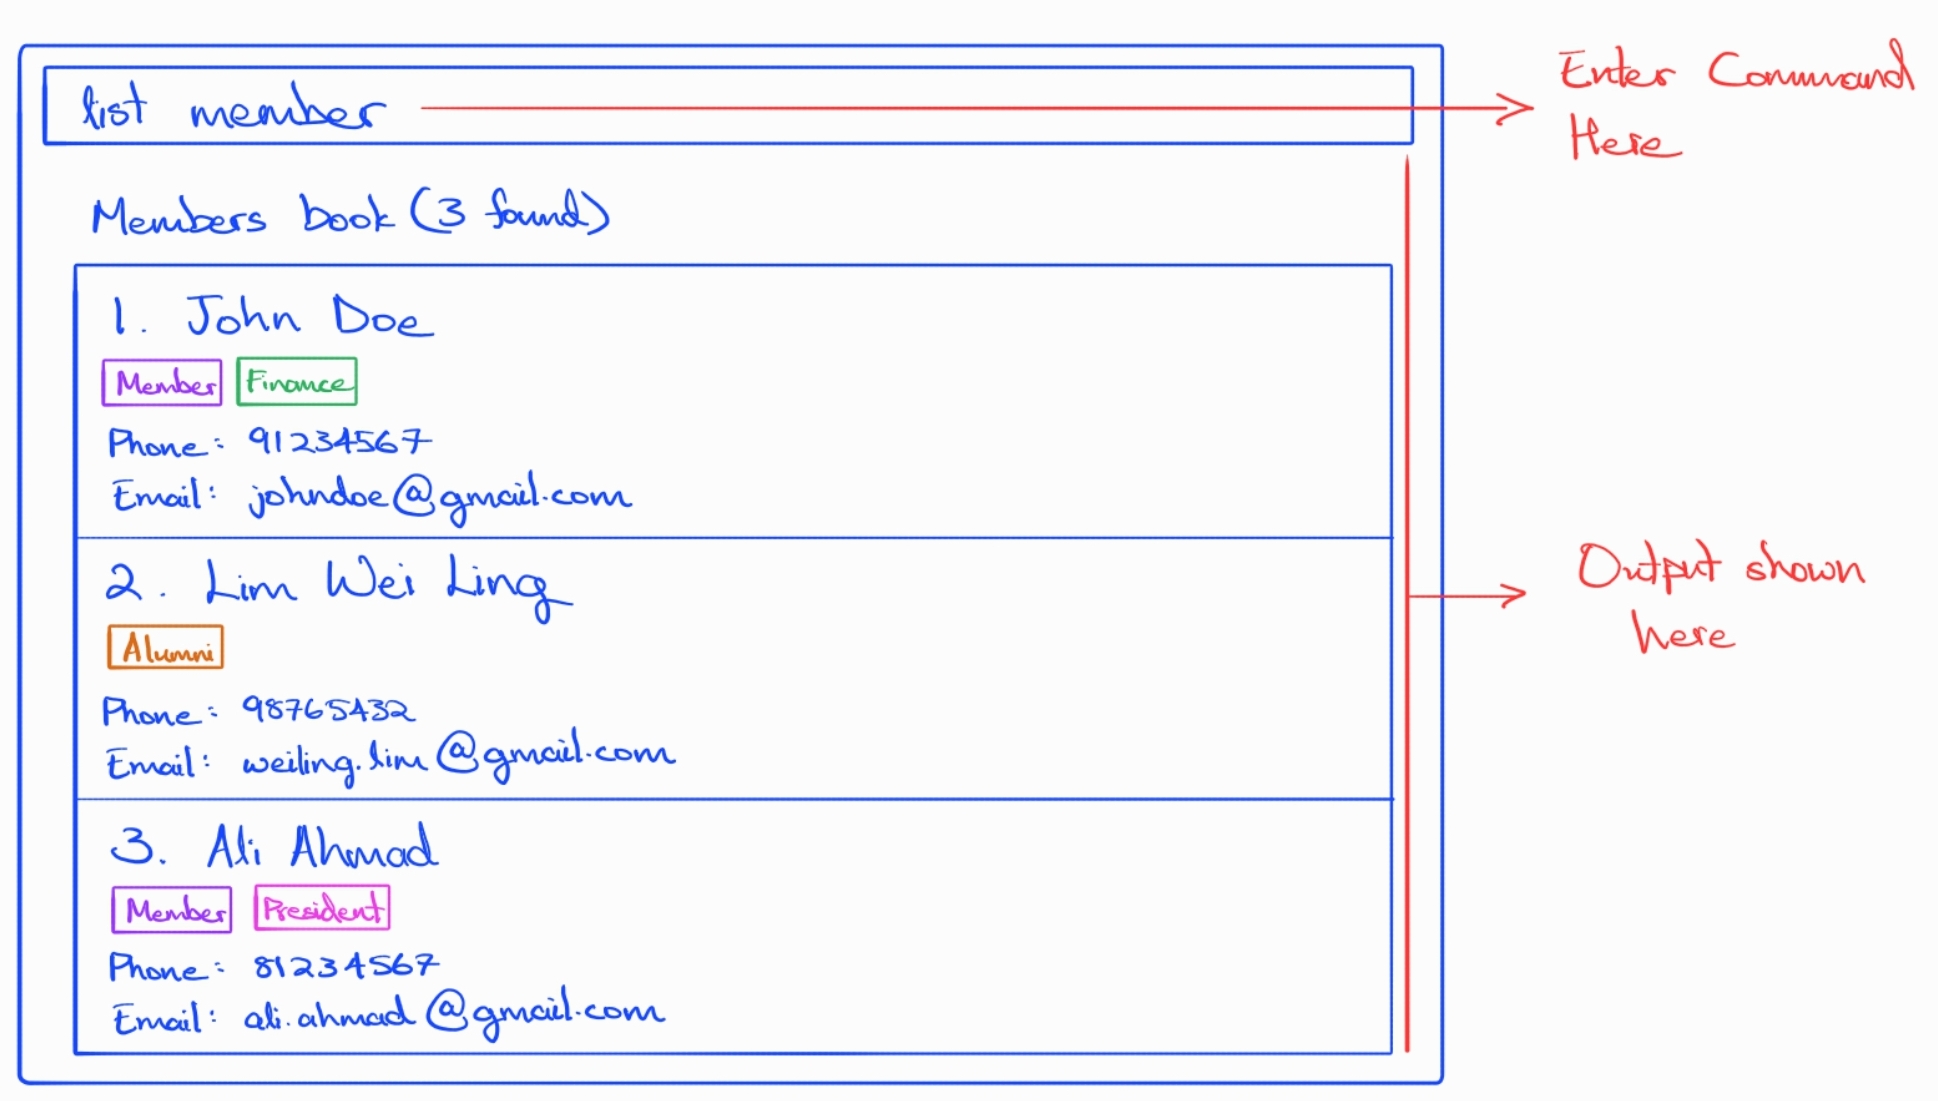 list member
Enter Command
Here
Members book (3 found)
1. John Doe
Member Finance
Phone: 91234567
Email: johndoe@gmail.com
2. Lim Wei Ling
Alumni
Phone: 98765432
Email: weiling.lim@gmail.com
Output shown
here
3. Ali Ahmad
Member President
Phone: 81234567
Email: ali.ahmad@gmail.com